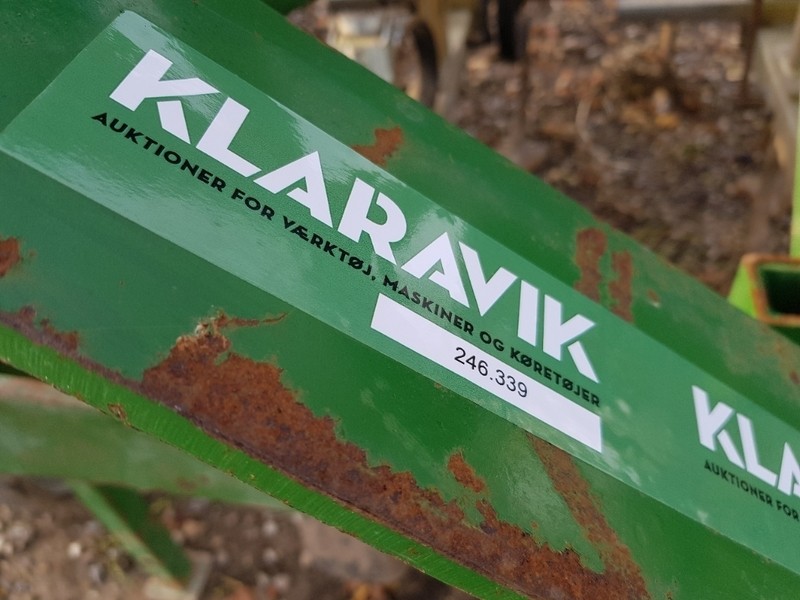 KLARAVIK
AUKTIONER FOR VÆRKTØJ, MASKINER OG KØRETØJER
246.339
KLA
AUKTIONER FOR